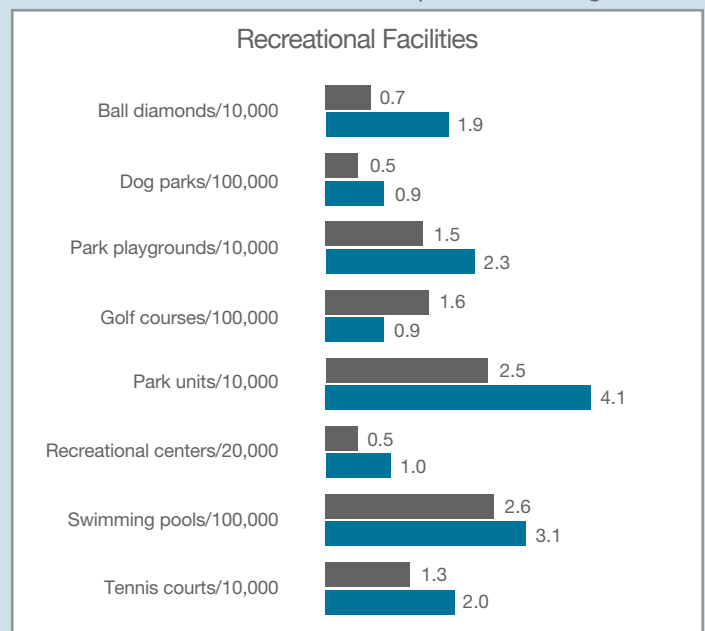 Recreational Facilities
Ball diamonds/10,000
0.7
1.9
Dog parks/100,000
0.5
0.9
Park playgrounds/10,000
1.5
2.3
Golf courses/100,000
1.6
0.9
Park units/10,000
2.5
4.1
Recreational centers/20,000
0.5
1.0
Swimming pools/100,000
2.6
3.1
Tennis courts/10,000
1.3
2.0